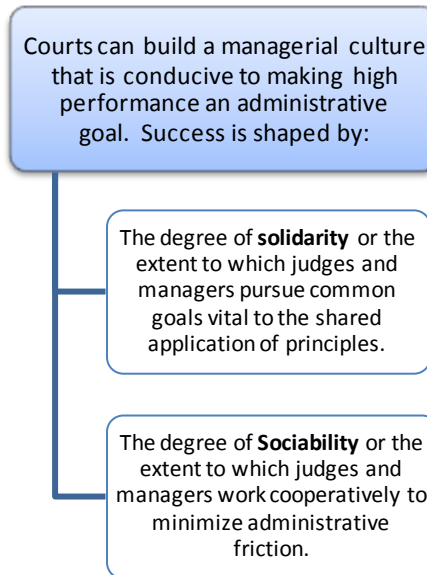 Courts can build a managerial culture
that is conducive to making high
performance an administrative
goal. Success is shaped by:
The degree of solidarity or the
extent to which judges and
managers pursue common
goals vital to the shared
application of principles.
The degree of Sociability or the
extent to which judges and
managers work cooperatively to
minimize administrative
friction.